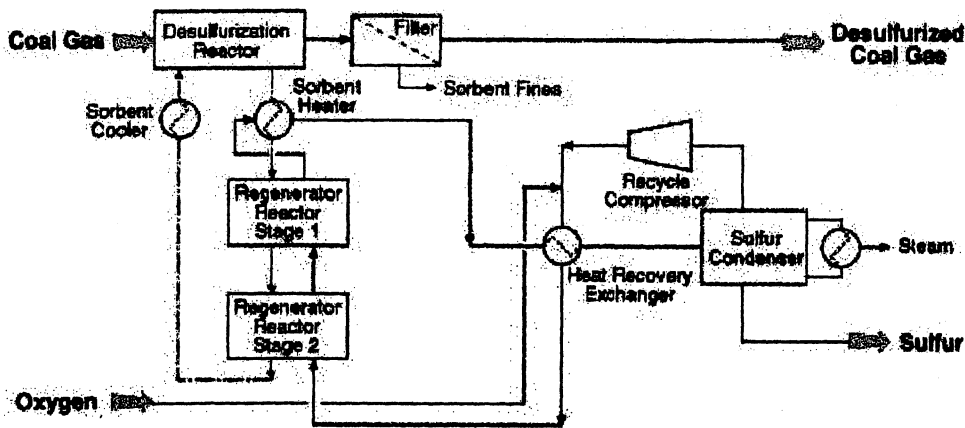 Coal Gas
Desulfurization
Reactor
Filter
Desulfurized
Coal Gas
Sorbent Fines
Sorbent
Cooler
Sorbent
Heater
Recycle
Compressor
Regenerator
Reactor
Stage 1
Sulfur
Condenser
Steam
Heat Recovery
Exchanger
Regenerator
Reactor
Stage 2
Sulfur
Oxygen